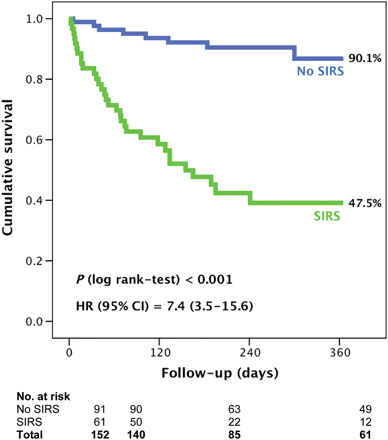 1.0
0.8
0.6
0.4
0.2
0.0
Cumulative survival
90.1%
No SIRS
47.5%
SIRS
P (log rank-test) < 0.001
HR (95% CI) = 7.4 (3.5-15.6)
0 120 240 360
Follow-up (days)
No. at risk
No SIRS 91 90 63 49
SIRS 61 50 22 12
Total 152 140 85 61